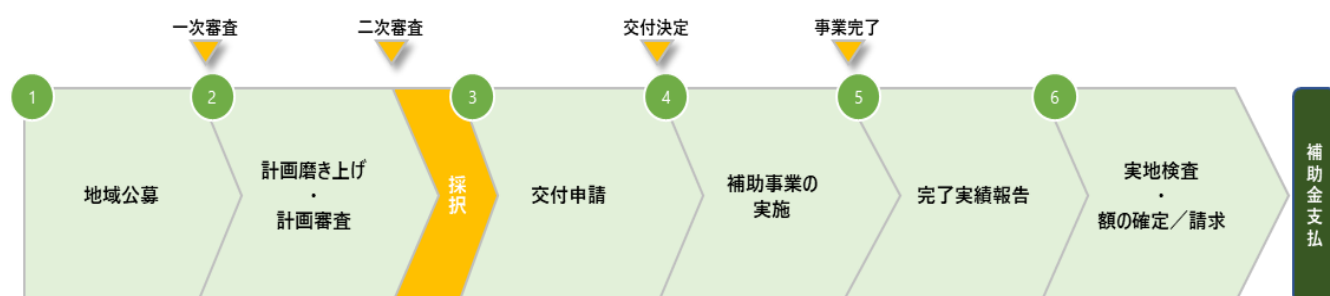 一次審査
二次審査
交付決定
事業完了
1
2
3
4
5
6
地域公募
計画磨き上げ
・
計画審査
採択
交付申請
補助事業の
実施
完了実績報告
実地検査
・
額の確定／請求
補助金支払